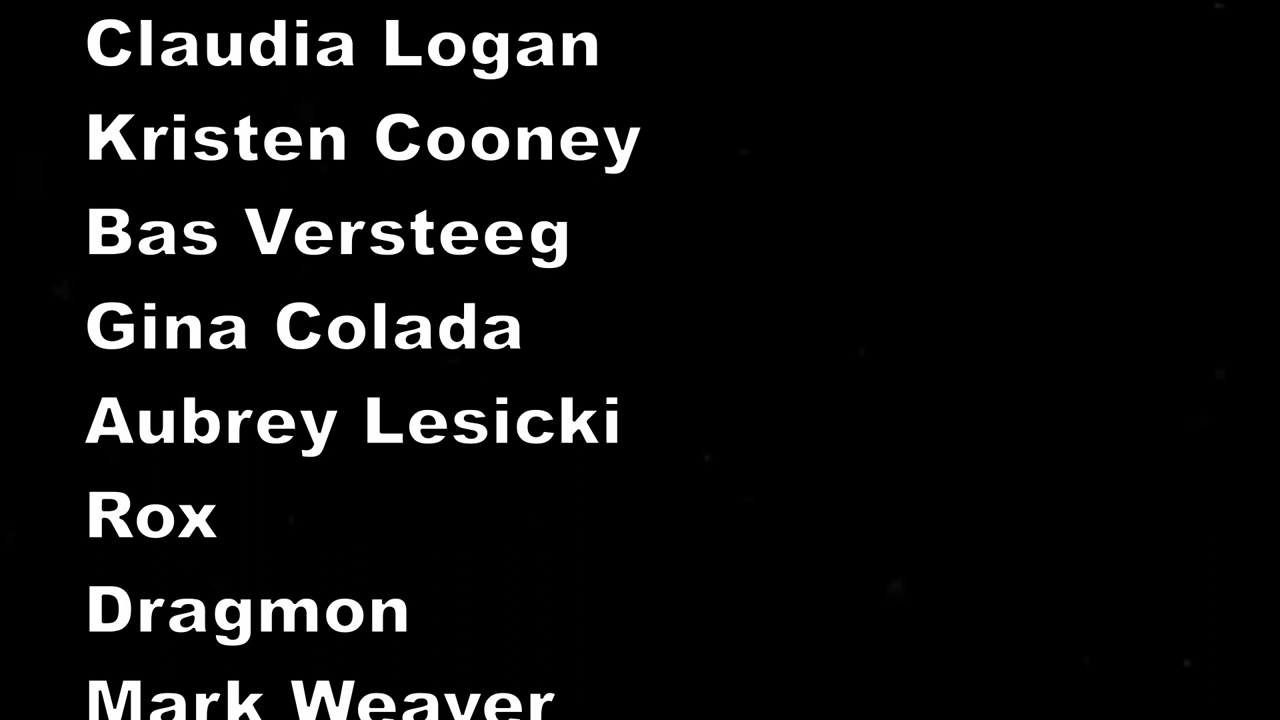 Claudia Logan
Kristen Cooney
Bas Versteeg
Gina Colada
Aubrey Lesicki
Rox
Dragmon
Mark Weaver